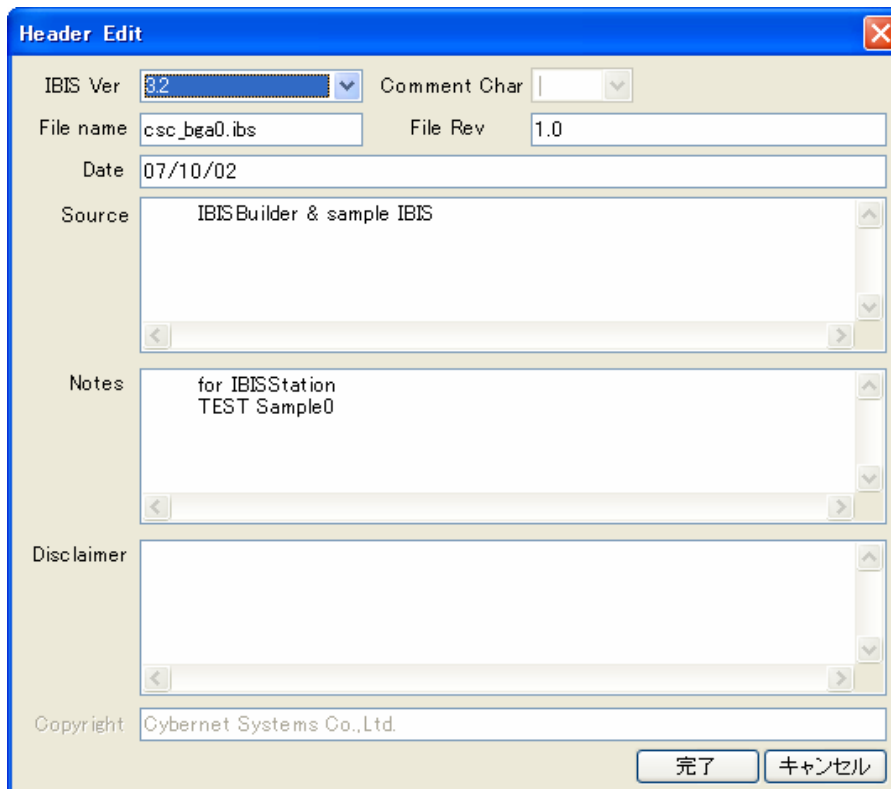 Header Edit
IBIS Ver 3.2 Comment Char |
File name csc_bga0.ibs File Rev 1.0
Date 07/10/02
Source IBISBuilder & sample IBIS
Notes for IBISStation
TEST Sample0
Disclaimer
Copyright Cybernet Systems Co.,Ltd.
完了 キャンセル